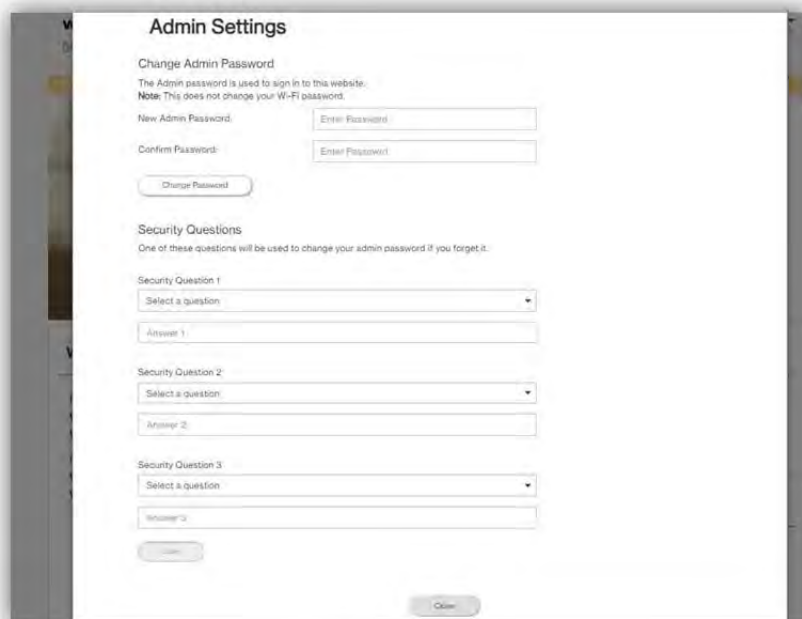 Admin Settings
Change Admin Password
The Admin password is used to sign in to this website.
Note: This does not change your Wi-Fi password.
New Admin Password:
Enter Password
Confirm Password:
Enter Password
Change Password
Security Questions
One of these questions will be used to change your admin password if you forget it.
Security Question 1
Select a question
Answer 1
Security Question 2
Select a question
Answer 2
Security Question 3
Select a question
Answer 3
Close